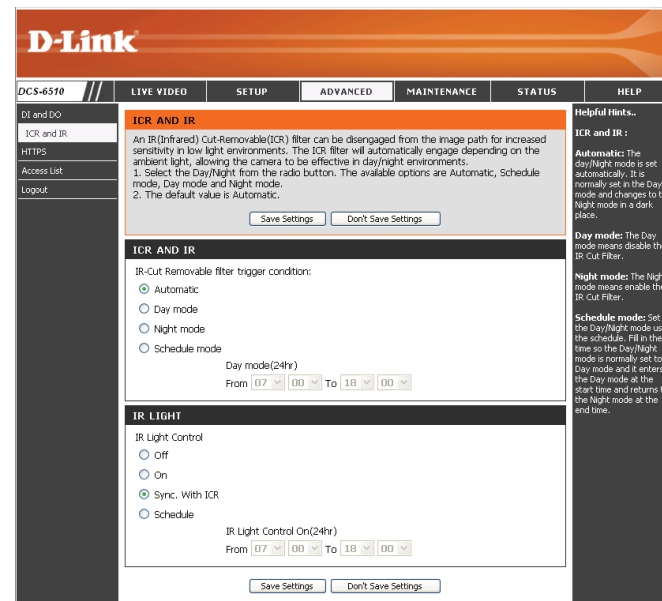 D-Link
DCS-6510
LIVE VIDEO
SETUP
ADVANCED
MAINTENANCE
STATUS
HELP
DI and DO
ICR and IR
HTTPS
Access List
Logout
ICR AND IR
An IR(Infrared) Cut-Removable(ICR) filter can be disengaged from the image path for increased
sensitivity in low light environments. The ICR filter will automatically engage depending on the
ambient light, allowing the camera to be effective in day/night environments.
1. Select the Day/Night from the radio button. The available options are Automatic, Schedule
mode, Day mode and Night mode.
2. The default value is Automatic.
Save Settings
Don't Save Settings
ICR AND IR
IR-Cut Removable filter trigger condition:
Automatic
Day mode
Night mode
Schedule mode
Day mode(24hr)
From 07 00 To 18 00
IR LIGHT
IR Light Control
Off
On
Sync. With ICR
Schedule
IR Light Control On(24hr)
From 07 00 To 18 00
Save Settings
Don't Save Settings
Helpful Hints..
ICR and IR :
Automatic: The
day/Night mode is set
automatically. It is
normally set in the Day
mode and changes to
Night mode in a dark
place.
Day mode: The Day
mode means disable
IR Cut Filter.
Night mode: The
mode means enable
IR Cut Filter.
Schedule mode: Set
the Day/Night mode
the schedule. Fill in the
time so the Day/Night
mode is normally set to
Day mode and it enters
the Day mode at the
start time and returns
the Night mode at the
end time.